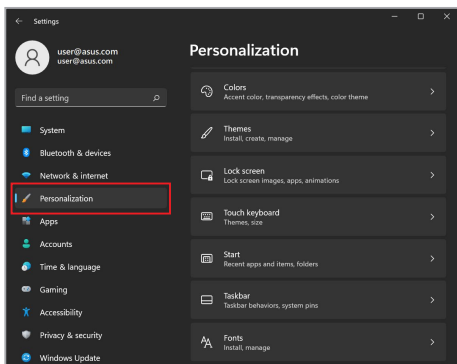 Settings
user@asus.com
user@asus.com
Find a setting
System
Bluetooth & devices
Network & internet
Personalization
Apps
Accounts
Time & language
Gaming
Accessibility
Privacy & security
Windows Update
Personalization
Colors
Accent color, transparency effects, color theme
Themes
Install, create, manage
Lock screen
Lock screen images, apps, animations
Touch keyboard
Themes, size
Start
Recent apps and items, folders
Taskbar
Taskbar behaviors, system pins
Fonts
Install, manage